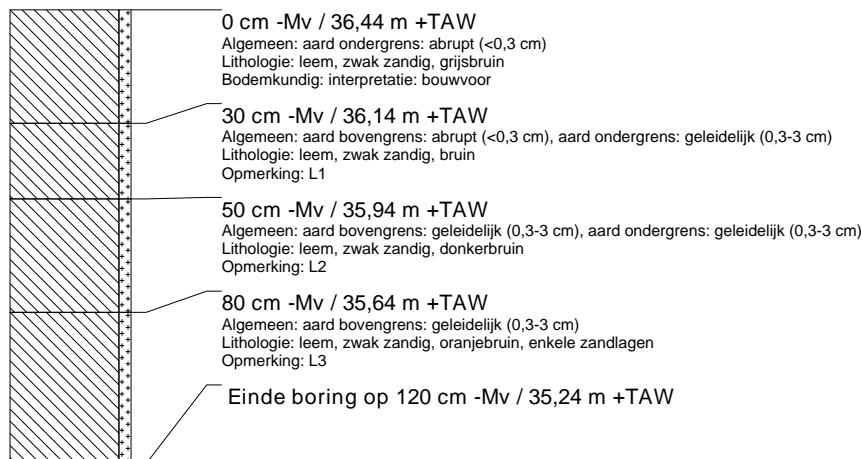 0 cm -Mv / 36,44 m +TAW
Algemeen: aard ondergrens: abrupt (<0,3 cm)
Lithologie: leem, zwak zandig, grijsbruin
Bodemkundig: interpretatie: bouwvoor
30 cm -Mv / 36,14 m +TAW
Algemeen: aard bovengrens: abrupt (<0,3 cm), aard ondergrens: geleidelijk (0,3-3 cm)
Lithologie: leem, zwak zandig, bruin
Opmerking: L1
50 cm -Mv / 35,94 m +TAW
Algemeen: aard bovengrens: geleidelijk (0,3-3 cm), aard ondergrens: geleidelijk (0,3-3 cm)
Lithologie: leem, zwak zandig, donkerbruin
Opmerking: L2
80 cm -Mv / 35,64 m +TAW
Algemeen: aard bovengrens: geleidelijk (0,3-3 cm)
Lithologie: leem, zwak zandig, oranjebruin, enkele zandlagen
Opmerking: L3
Einde boring op 120 cm -Mv / 35,24 m +TAW